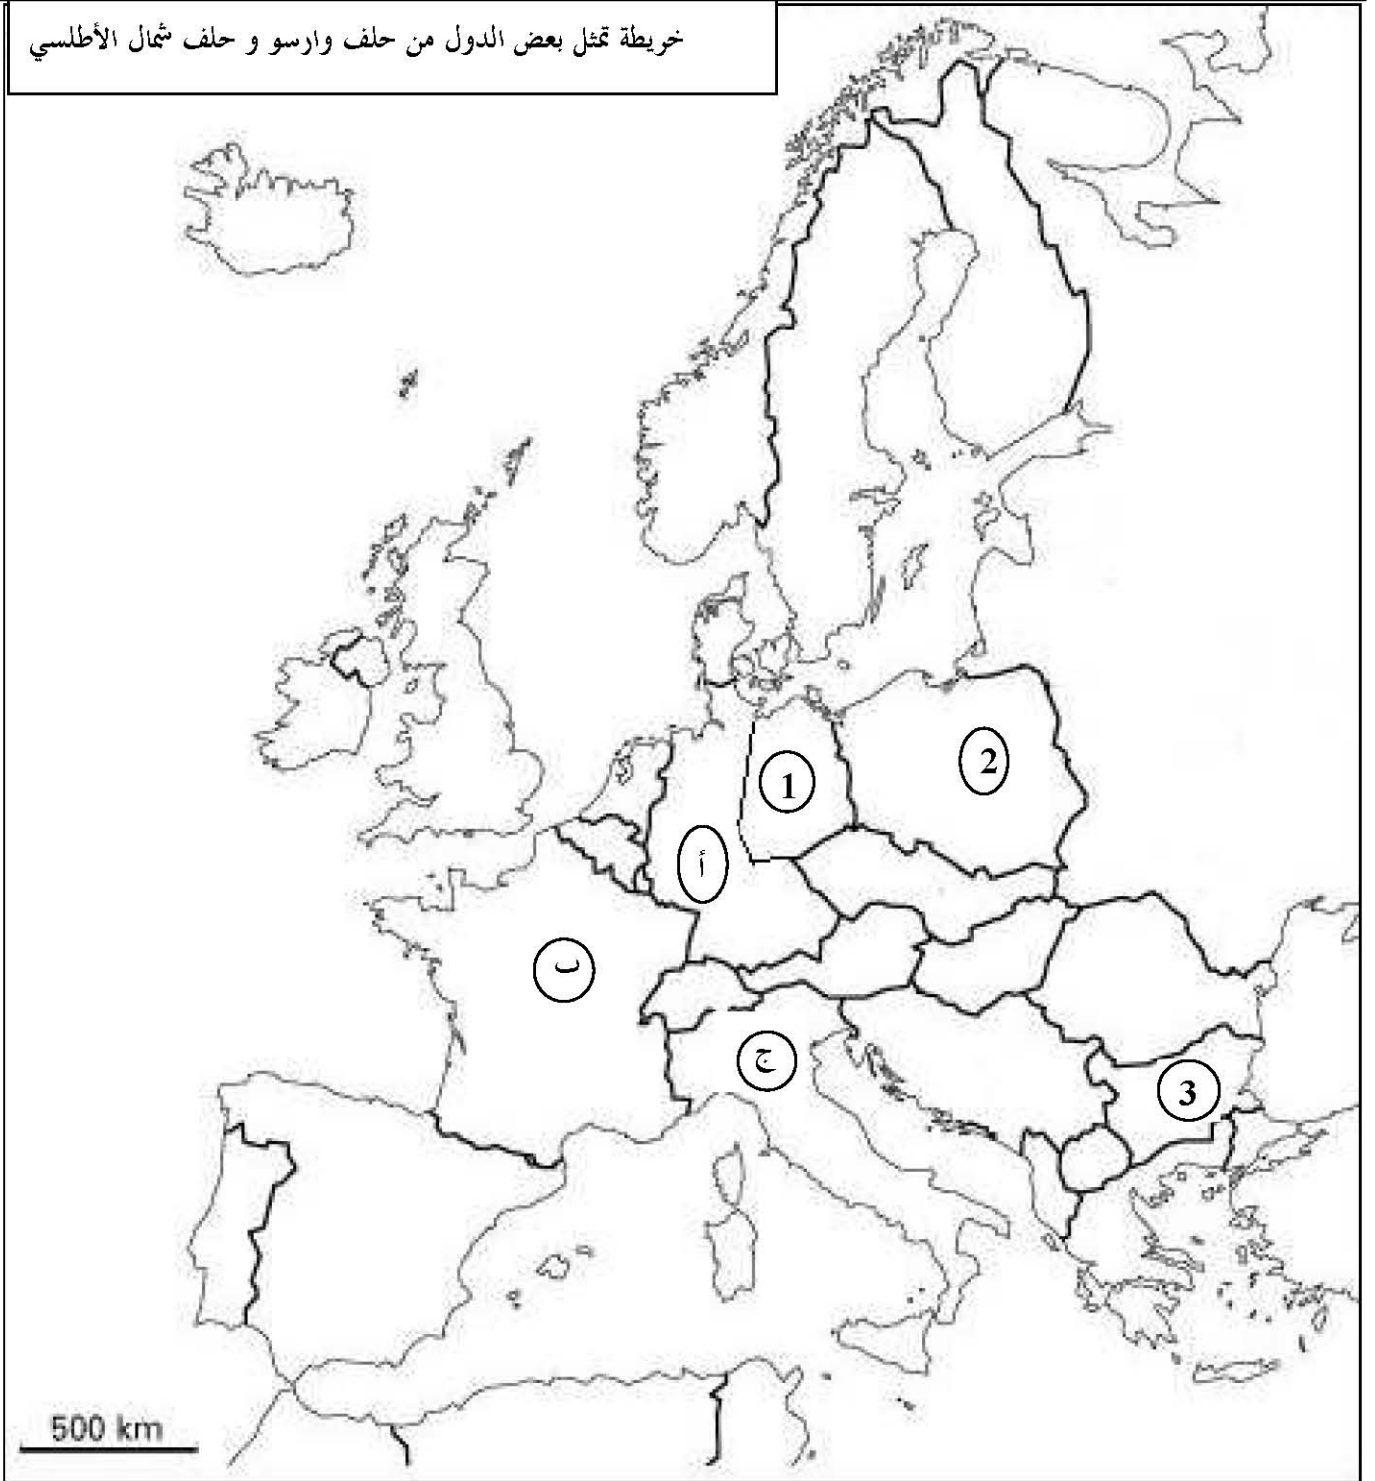 خريطة تمثل بعض الدول من حلف وارسو و حلف شمال الأطلسي
1
2
أ
ب
ج
3
500 km